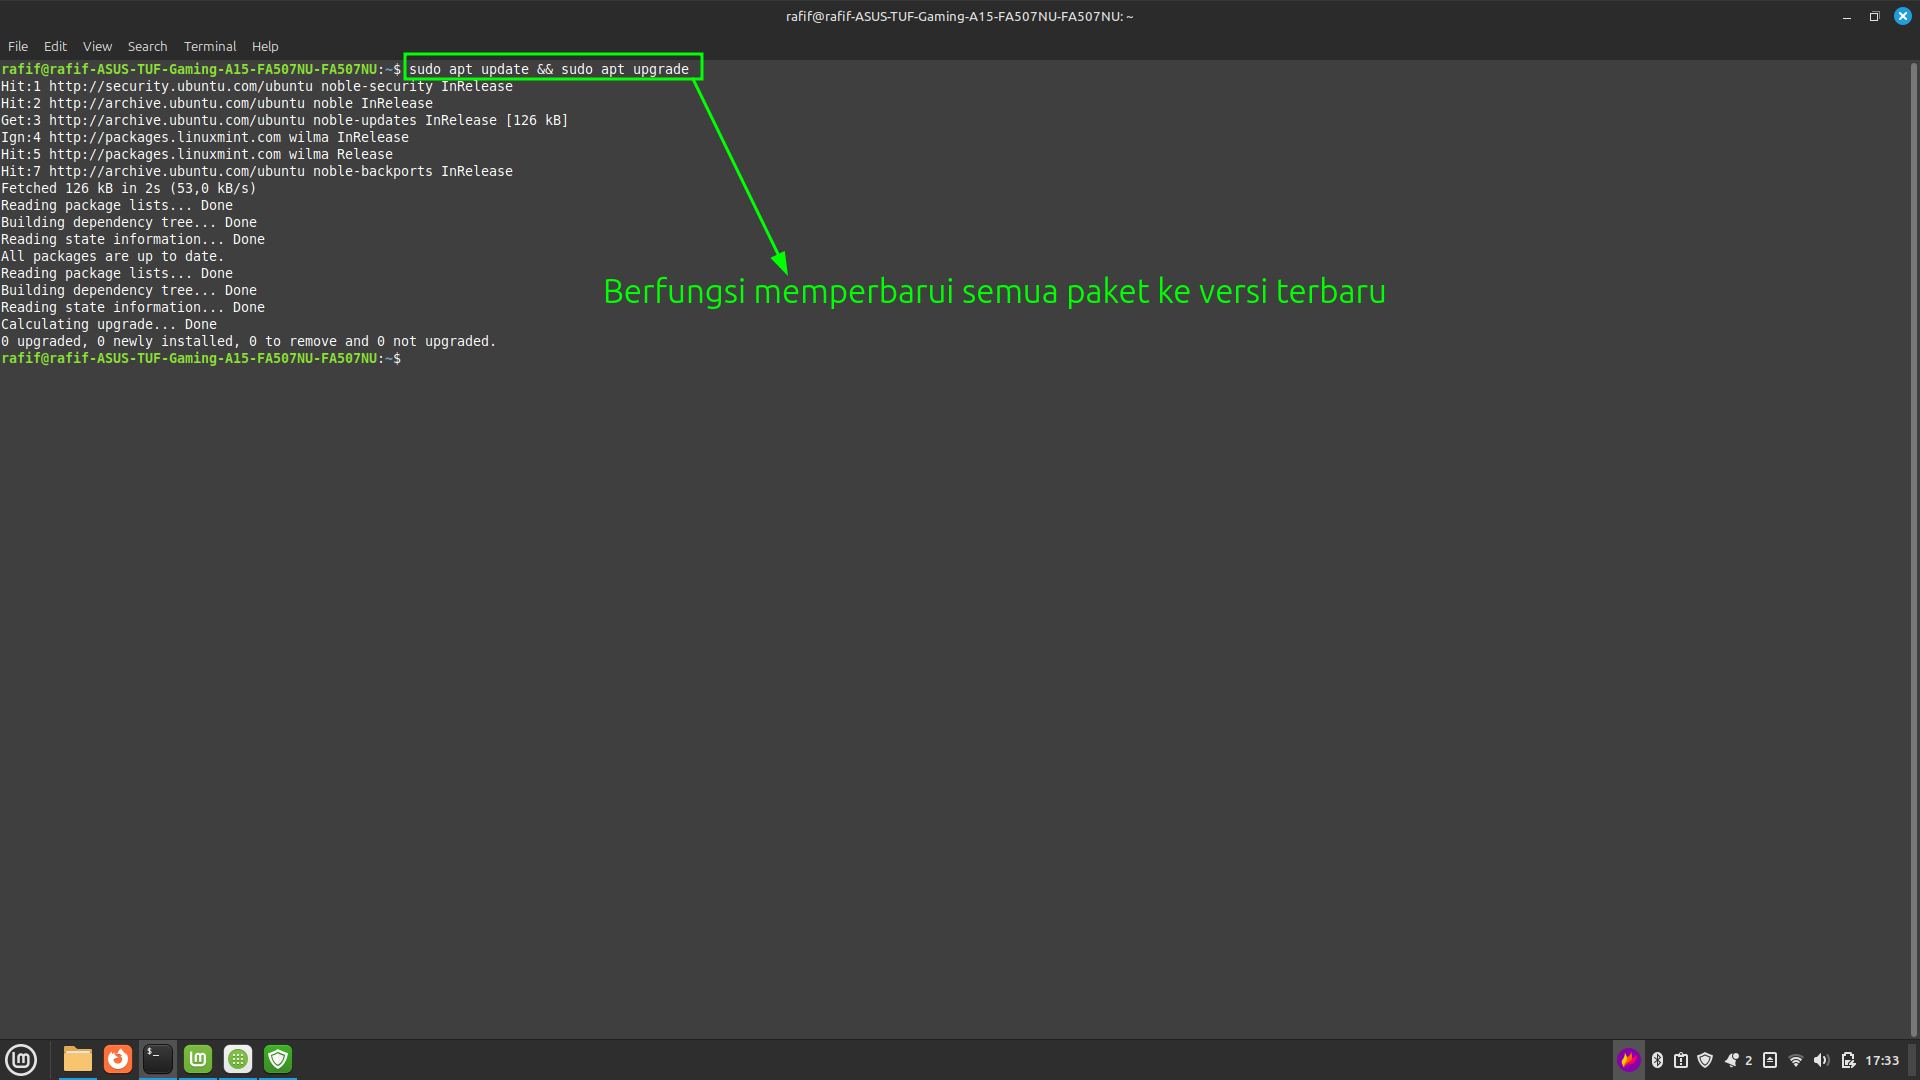 rafif@rafif-ASUS-TUF-Gaming-A15-FA507NU-FA507NU: ~
File Edit View Search Terminal Help
rafif@rafif-ASUS-TUF-Gaming-A15-FA507NU-FA507NU:~$ sudo apt update && sudo apt upgrade
Hit:1 http://security.ubuntu.com/ubuntu noble-security InRelease
Hit:2 http://archive.ubuntu.com/ubuntu noble InRelease
Get:3 http://archive.ubuntu.com/ubuntu noble-updates InRelease [126 kB]
Ign:4 http://packages.linuxmint.com wilma InRelease
Hit:5 http://packages.linuxmint.com wilma Release
Hit:7 http://archive.ubuntu.com/ubuntu noble-backports InRelease
Fetched 126 kB in 2s (53,0 kB/s)
Reading package lists... Done
Building dependency tree... Done
Reading state information... Done
All packages are up to date.
Reading package lists... Done
Building dependency tree... Done
Reading state information... Done
Calculating upgrade... Done
0 upgraded, 0 newly installed, 0 to remove and 0 not upgraded.
rafif@rafif-ASUS-TUF-Gaming-A15-FA507NU-FA507NU:~$
Berfungsi memperbarui semua paket ke versi terbaru
2 17:33